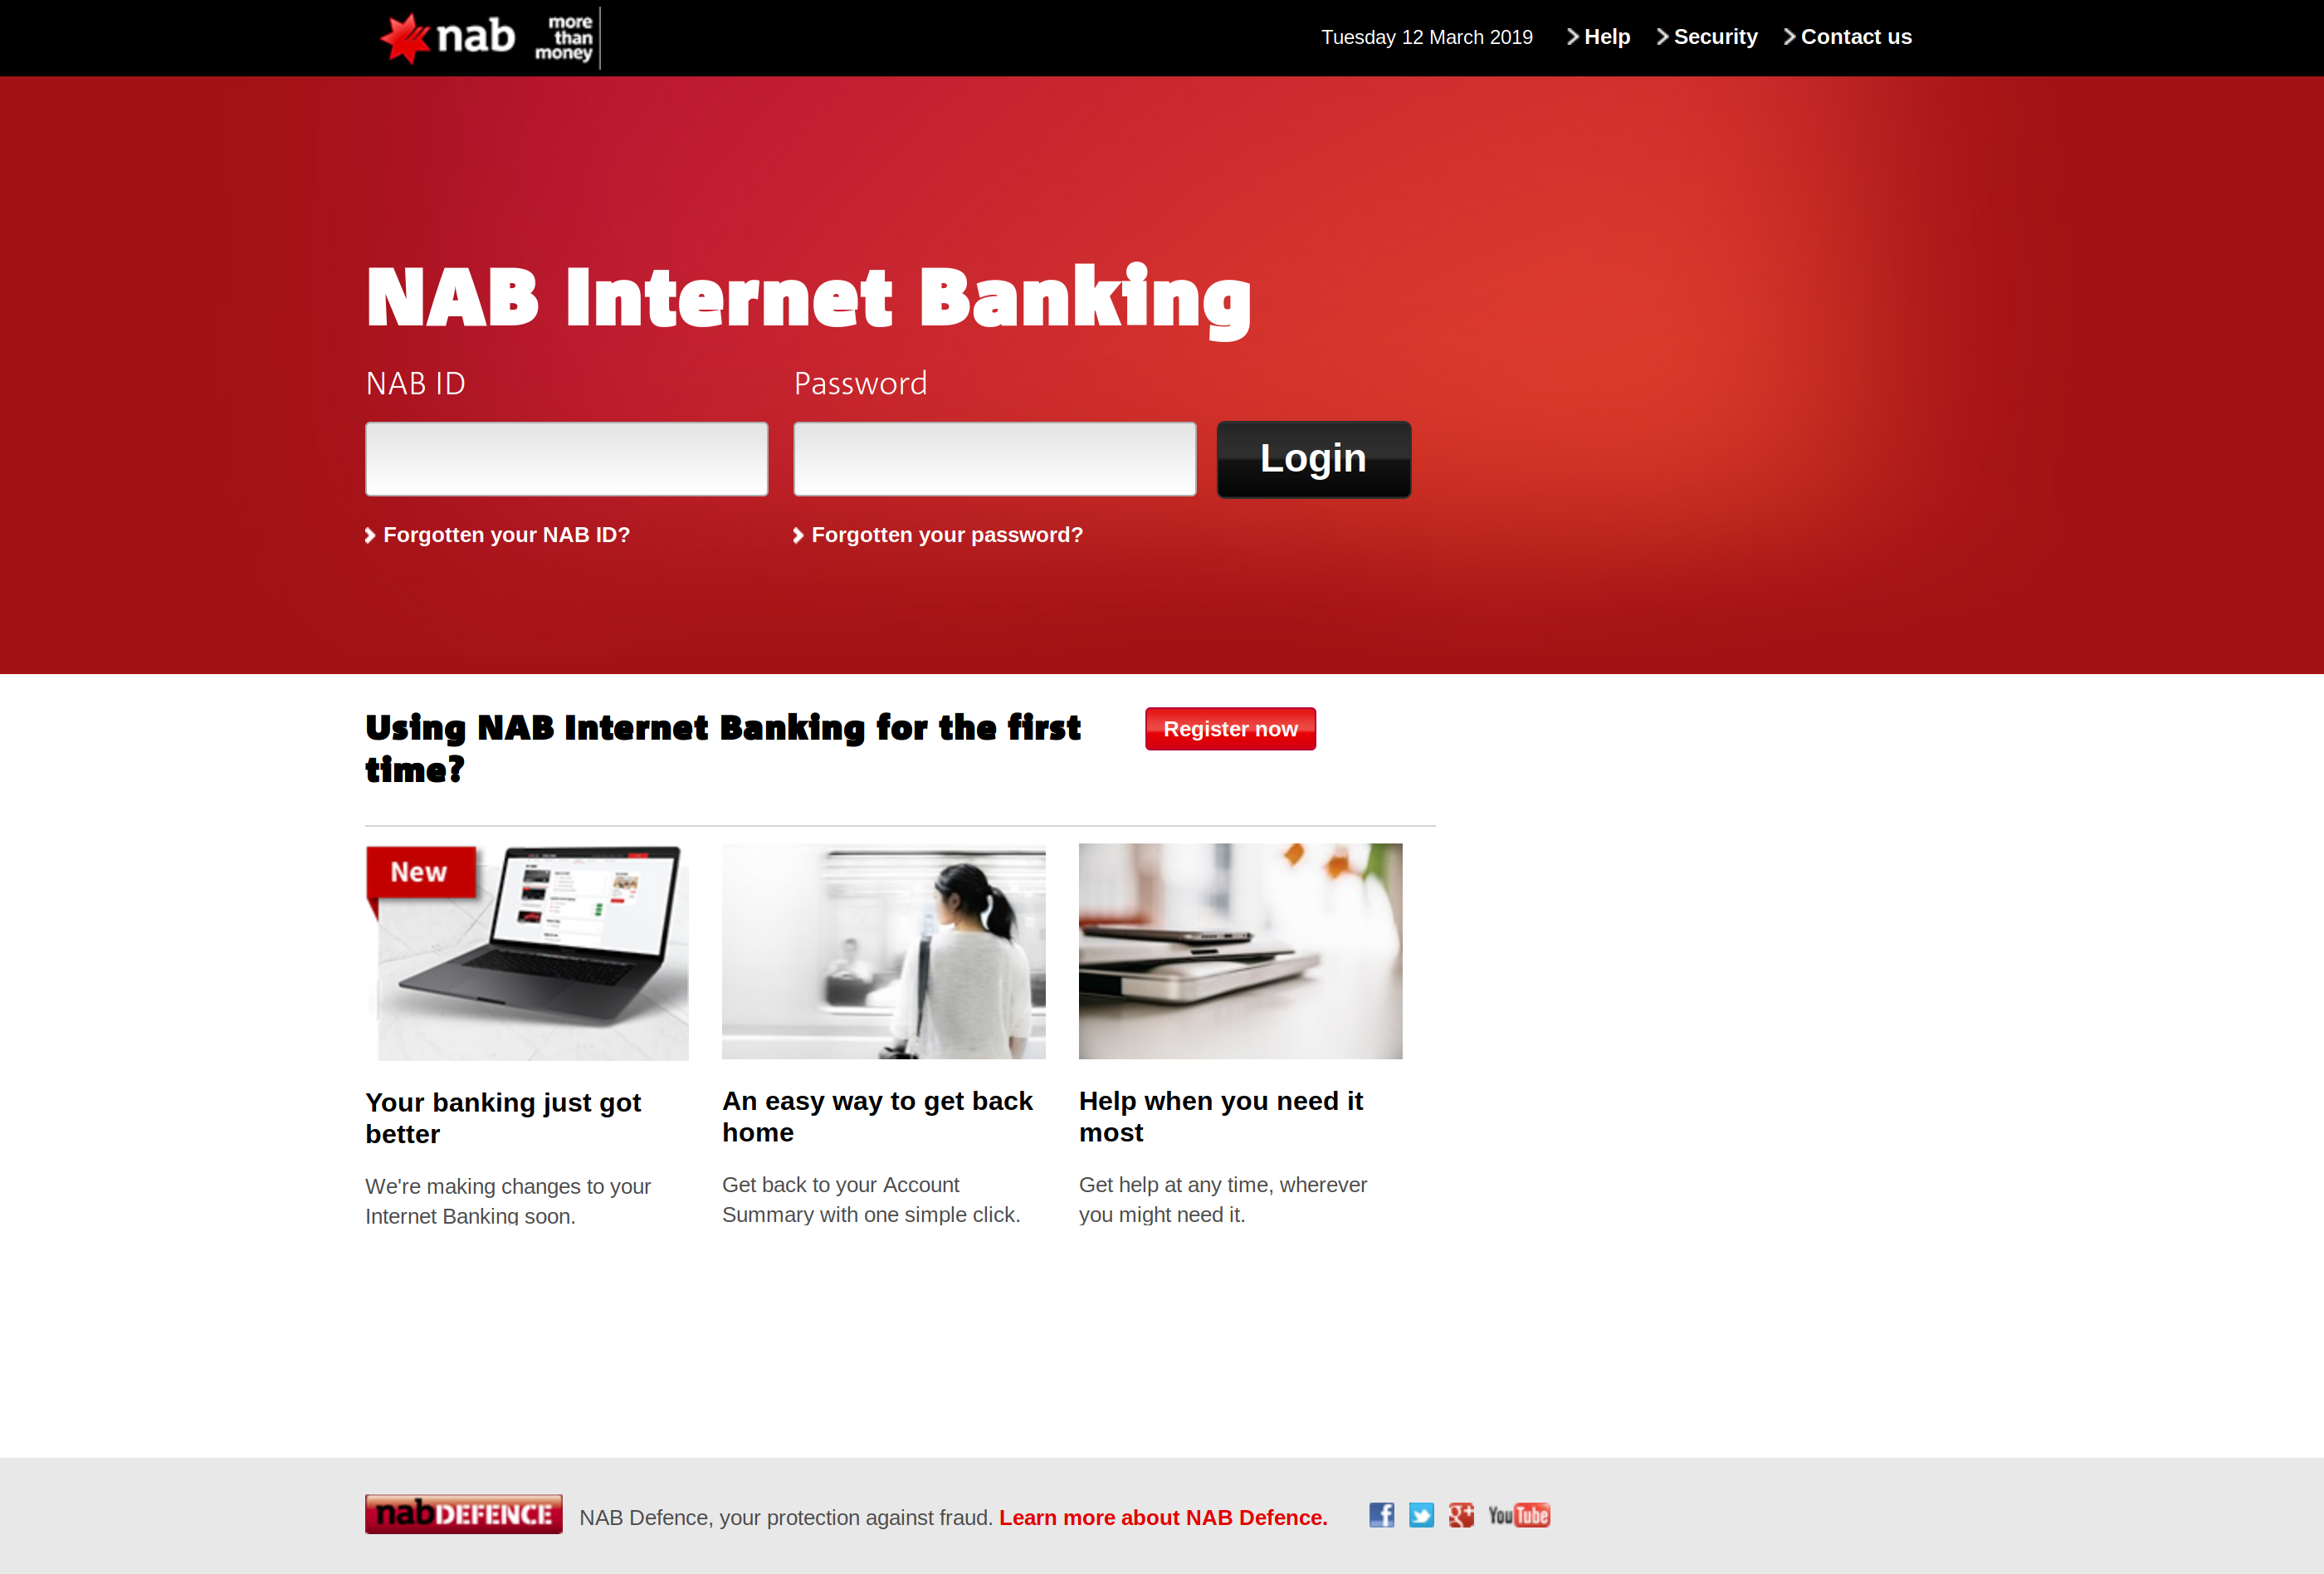 nab
more
than
money
Tuesday 12 March 2019
Help
Security
Contact us
NAB Internet Banking
NAB ID
Password
Login
Forgotten your NAB ID?
Forgotten your password?
Using NAB Internet Banking for the first
time?
Register now
New
Your banking just got
better
We're making changes to your
Internet Banking soon.
An easy way to get back
home
Get back to your Account
Summary with one simple click.
Help when you need it
most
Get help at any time, wherever
you might need it.
nabDEFENCE
NAB Defence, your protection against fraud. Learn more about NAB Defence.
f
g+
YouTube